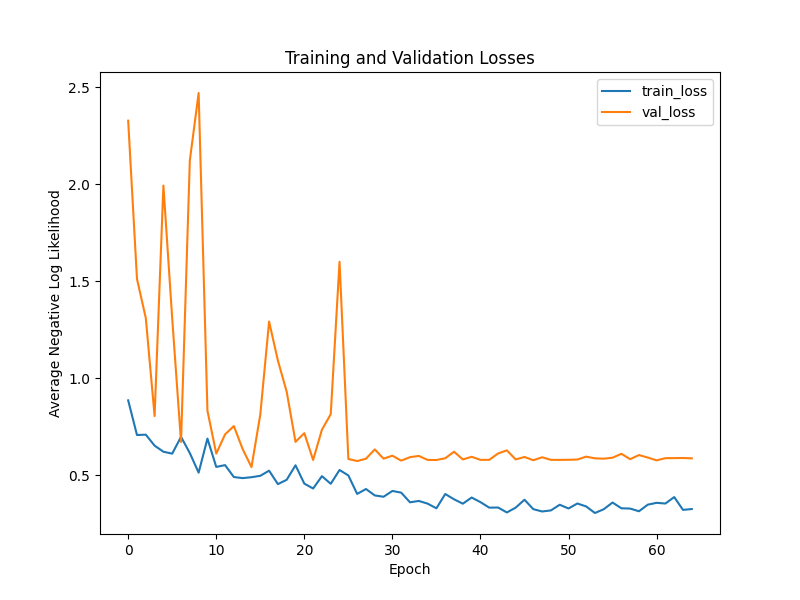 Training and Validation Losses
train_loss
val_loss
Average Negative Log Likelihood
2.5
2.0
1.5
1.0
0.5
0
10
20
30
40
50
60
Epoch